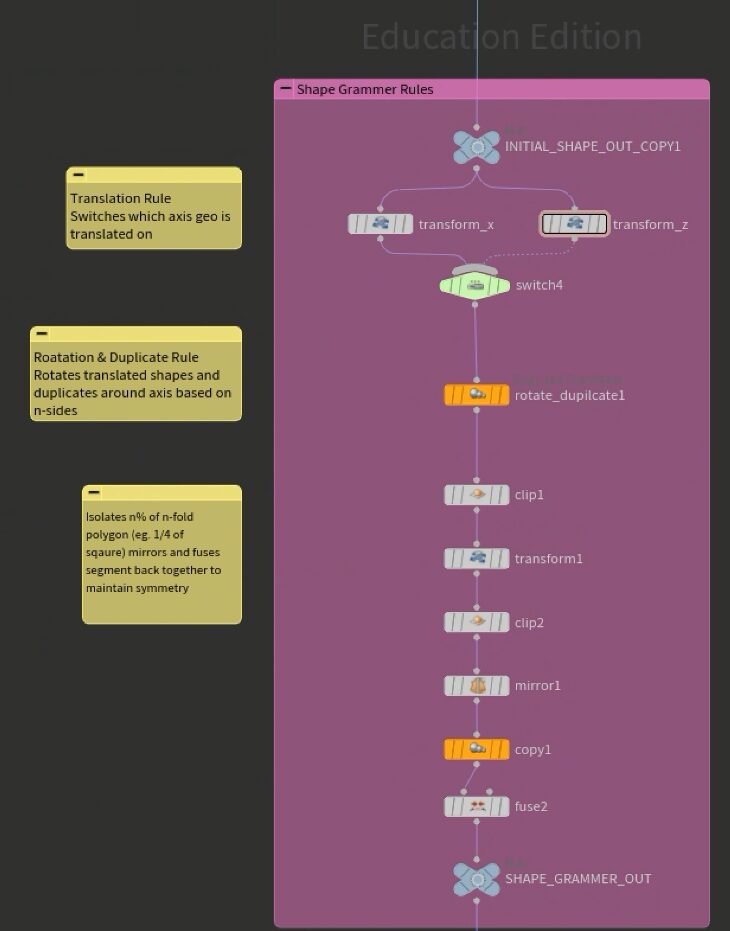 Education Edition
Shape Grammer Rules
INITIAL_SHAPE_OUT_COPY1
Translation Rule
Switches which axis geo is
translated on
transform_x
transform_z
switch4
Roatation & Duplicate Rule
Rotates translated shapes and
duplicates around axis based on
n-sides
rotate_dupilcate1
Isolates n% of n-fold
polygon (eg. 1/4 of
sqaure) mirrors and fuses
segment back together to
maintain symmetry
clip1
transform1
clip2
mirror1
copy1
fuse2
SHAPE_GRAMMER_OUT